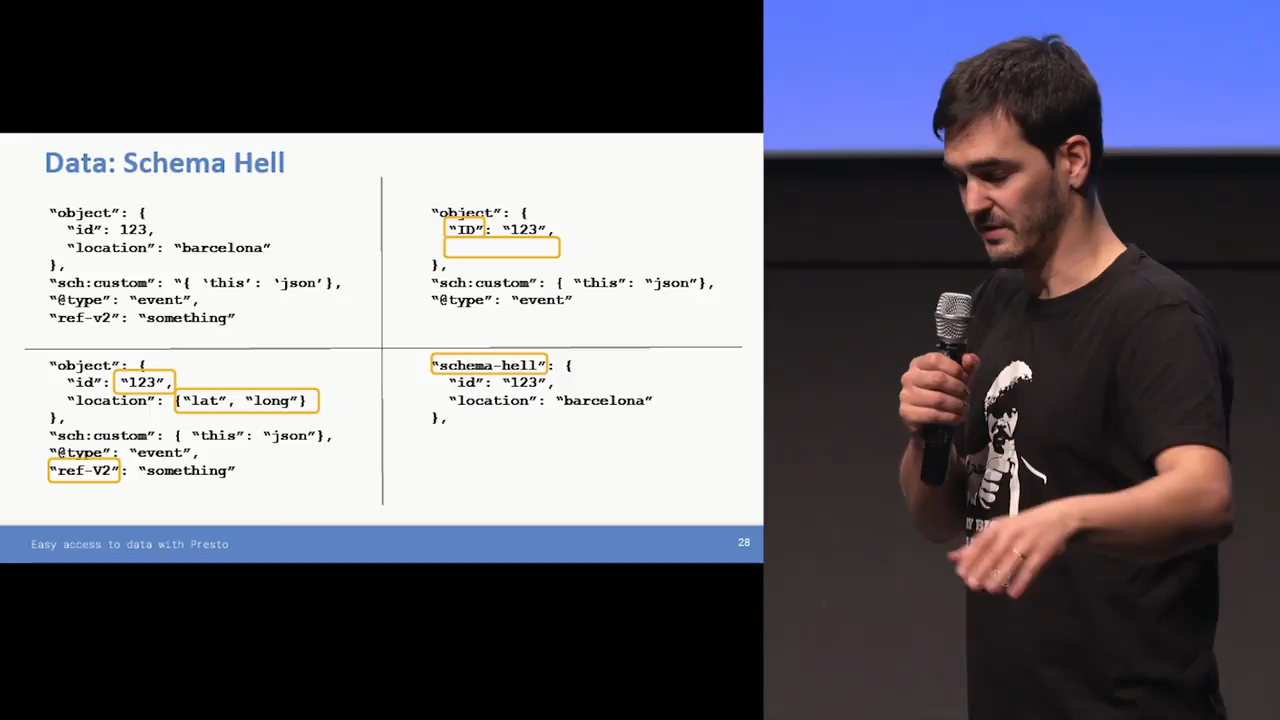 Data: Schema Hell
“object”: {
“id”: 123,
“location”: “barcelona”
},
“sch:custom”: “{ ‘this’: ‘json’},
“@type”: “event”,
“ref-v2”: “something”
“object”: {
“ID”: “123”,
},
“sch:custom”: { “this”: “json”},
“@type”: “event”
“object”: {
“id”: “123”,
“location”: {“lat”, “long”}
},
“sch:custom”: { “this”: “json”},
“@type”: “event”,
“ref-V2”: “something”
“schema-hell”: {
“id”: “123”,
“location”: “barcelona”
},
Easy access to data with Presto
28